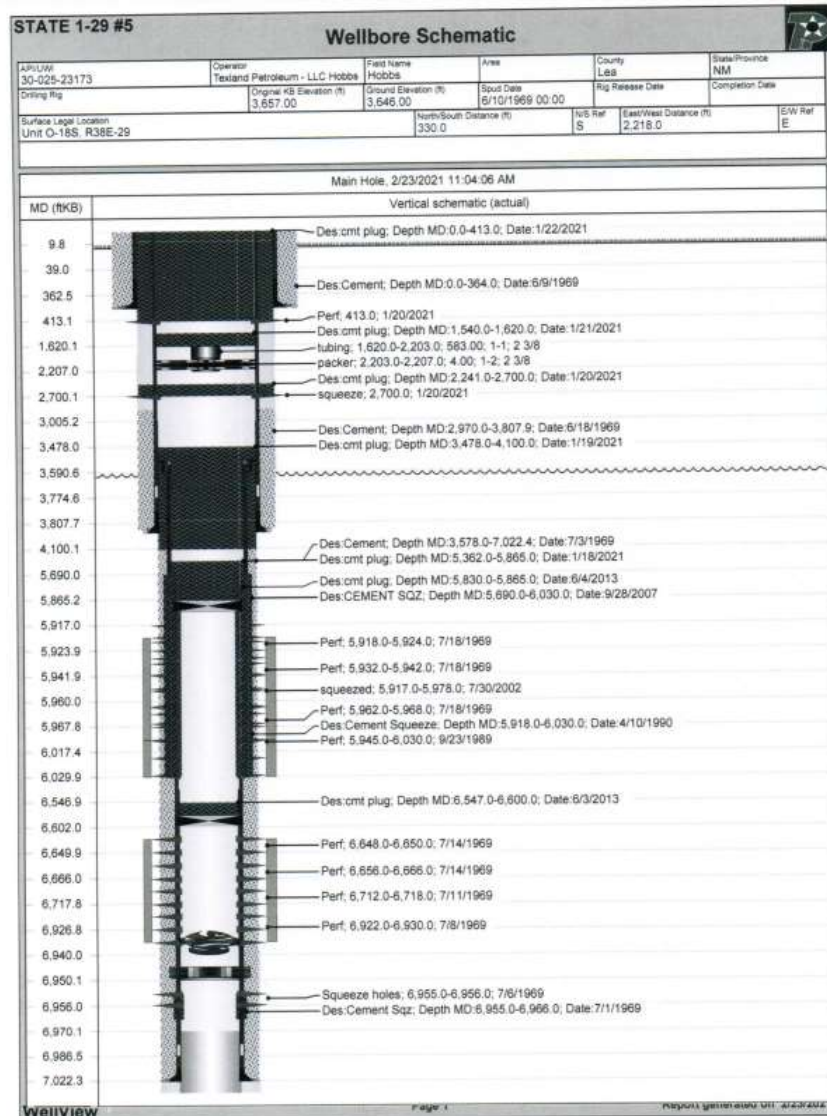 STATE 1-29 #5
Wellbore Schematic
API/UWI
30-025-23173
Operator
Texland Petroleum - LLC Hobbs
Field Name
Hobbs
Area
County
Lea
State/Province
NM
Drilling Rig
Original KB Elevation (ft)
3,657.00
Ground Elevation (ft)
3,646.00
Spud Date
6/10/1969 00:00
Rig Release Date
Completion Date
Surface Legal Location
Unit O-18S, R38E-29
North/South Distance (ft)
330.0
N/S Ref
S
East/West Distance (ft)
2,218.0
E/W Ref
E
Main Hole, 2/23/2021 11:04:06 AM
MD (ftKB)
Vertical schematic (actual)
Des:cmt plug; Depth MD:0.0-413.0; Date:1/22/2021
9.8
39.0
Des:Cement; Depth MD:0.0-364.0; Date:6/9/1969
362.5
Perf; 413.0; 1/20/2021
413.1
Des:cmt plug; Depth MD:1,540.0-1,620.0; Date:1/21/2021
1,620.1
tubing; 1,620.0-2,203.0; 583.00; 1-1; 2 3/8
packer; 2,203.0-2,207.0; 4.00; 1-2; 2 3/8
2,207.0
Des:cmt plug; Depth MD:2,241.0-2,700.0; Date:1/20/2021
2,700.1
squeeze; 2,700.0; 1/20/2021
3,005.2
Des:Cement; Depth MD:2,970.0-3,807.9; Date:6/18/1969
3,478.0
Des:cmt plug; Depth MD:3,478.0-4,100.0; Date:1/19/2021
3,590.6
3,774.6
3,807.7
Des:Cement; Depth MD:3,578.0-7,022.4; Date:7/3/1969
4,100.1
Des:cmt plug; Depth MD:5,362.0-5,865.0; Date:1/18/2021
5,690.0
Des:cmt plug; Depth MD:5,830.0-5,865.0; Date:6/4/2013
5,865.2
Des:CEMENT SQZ; Depth MD:5,690.0-6,030.0; Date:9/28/2007
5,917.0
Perf; 5,918.0-5,924.0; 7/18/1969
5,923.9
Perf; 5,932.0-5,942.0; 7/18/1969
5,941.9
squeezed; 5,917.0-5,978.0; 7/30/2002
5,960.0
Perf; 5,962.0-5,968.0; 7/18/1969
5,967.8
Des:Cement Squeeze; Depth MD:5,918.0-6,030.0; Date:4/10/1990
Perf; 5,945.0-6,030.0; 9/23/1989
6,017.4
6,029.9
6,546.9
Des:cmt plug; Depth MD:6,547.0-6,600.0; Date:6/3/2013
6,602.0
Perf; 6,648.0-6,650.0; 7/14/1969
6,649.9
Perf; 6,656.0-6,666.0; 7/14/1969
6,666.0
Perf; 6,712.0-6,718.0; 7/11/1969
6,717.8
Perf; 6,922.0-6,930.0; 7/8/1969
6,926.8
6,940.0
6,950.1
Squeeze holes; 6,955.0-6,956.0; 7/6/1969
6,956.0
Des:Cement Sqz; Depth MD:6,955.0-6,966.0; Date:7/1/1969
6,970.1
6,986.5
7,022.3
WellView
Page 1
Report generated on